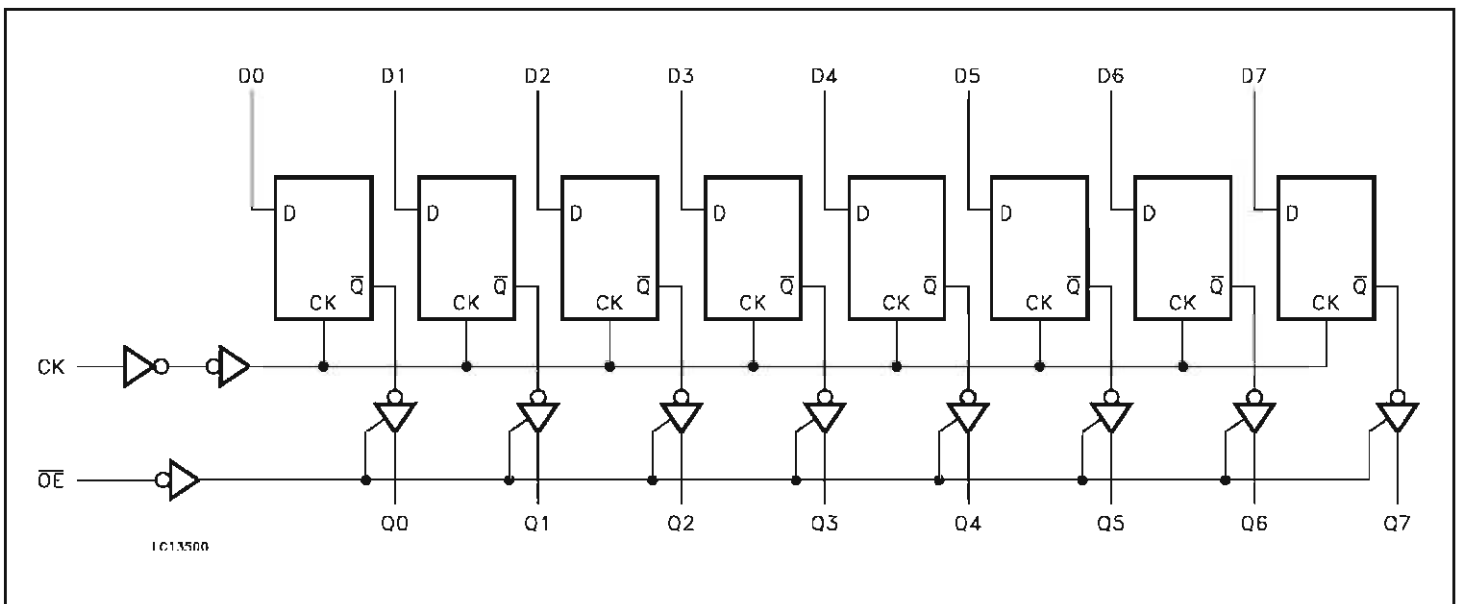 D0 D1 D2 D3 D4 D5 D6 D7
D D D D D D D D
Q̅ Q̅ Q̅ Q̅ Q̅ Q̅ Q̅ Q̅
CK CK CK CK CK CK CK CK
CK
O̅E̅
Q0 Q1 Q2 Q3 Q4 Q5 Q6 Q7
LC13500